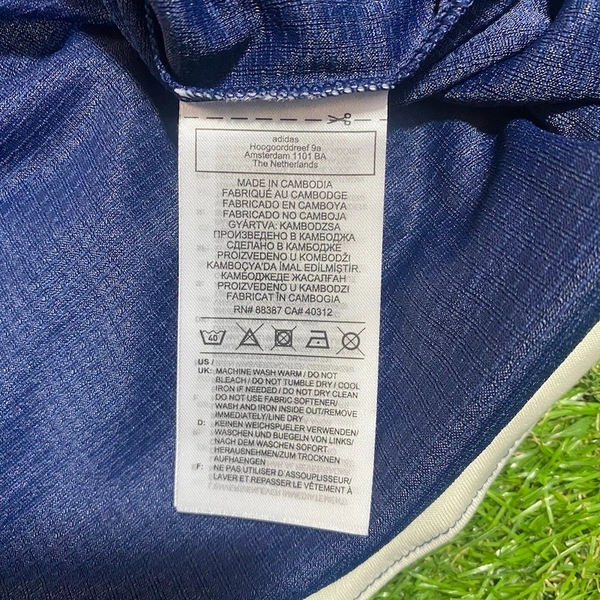 adidas
Hoogoorddreef 9a
Amsterdam 1101 BA
The Netherlands
MADE IN CAMBODIA
FABRIQUÉ AU CAMBODGE
FABRICADO EN CAMBOYA
FABRICADO NO CAMBOJA
GYÁRTVA: KAMBODZSA
ПРОИЗВЕДЕНО В КАМБОДЖА
СДЕЛАНО В КАМБОДЖЕ
PROIZVEDENO U KOMBODŽI
KAMBOÇYA'DA İMAL EDİLMİŞTİR.
КАМБОДЖЕДЕ ЖАСАЛҒАН
PROIZVEDENO U KAMBODZI
FABRICAT ÎN CAMBOGIA
RN# 88387 CA# 40312
40
US /
UK: MACHINE WASH WARM / DO NOT
BLEACH / DO NOT TUMBLE DRY / COOL
IRON IF NEEDED / DO NOT DRY CLEAN
DO NOT USE FABRIC SOFTENER/
WASH AND IRON INSIDE OUT/REMOVE
IMMEDIATELY/LINE DRY
D: KEINEN WEICHSPUELER VERWENDEN/
WASCHEN UND BUEGELN VON LINKS/
NACH DEM WASCHEN SOFORT
HERAUSNEHMEN/ZUM TROCKNEN
AUFHAENGEN
F: NE PAS UTILISER D'ASSOUPLISSEUR/
LAVER ET REPASSER LE VÊTEMENT À